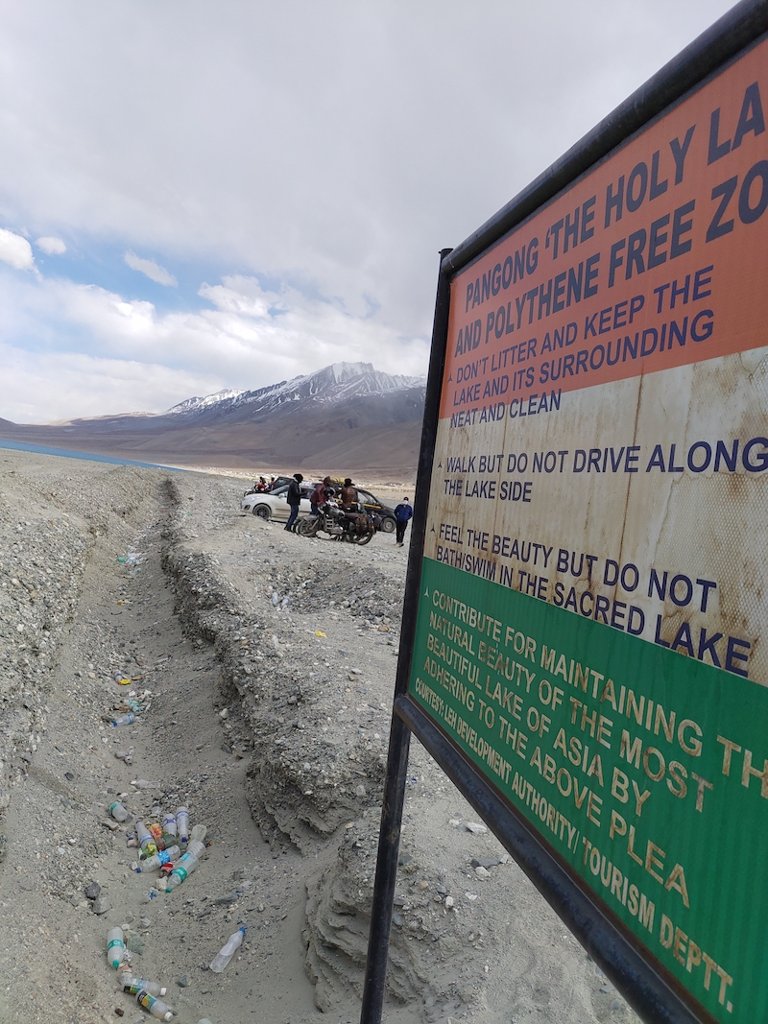 PANGONG 'THE HOLY LA
AND POLYTHENE FREE ZO
DON'T LITTER AND KEEP THE
LAKE AND ITS SURROUNDING
NEAT AND CLEAN
WALK BUT DO NOT DRIVE ALONG
THE LAKE SIDE
FEEL THE BEAUTY BUT DO NOT
BATH/SWIM IN THE SACRED LAKE
CONTRIBUTE FOR MAINTAINING TH
NATURAL BEAUTY OF THE MOST
BEAUTIFUL LAKE OF ASIA BY
ADHERING TO THE ABOVE PLEA
CONTEST: LEH DEVELOPMENT AUTHORITY/ TOURISM DEPTT.